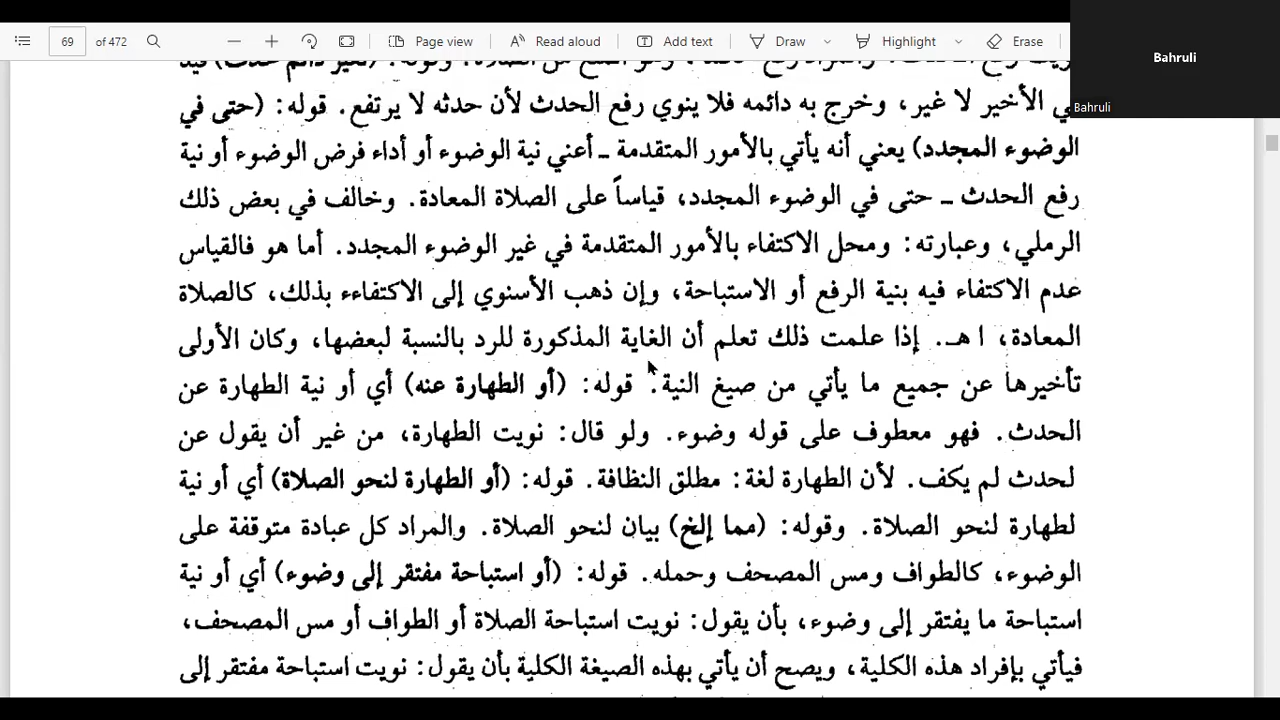 69 of 472 Page view Read aloud Add text Draw Highlight Erase
Bahruli
Bahruli
الأخير لا غير، وخرج به دائمه فلا ينوي رفع الحدث لأن حدثه لا يرتفع. قوله: (حتى في
الوضوء المجدد) يعني أنه يأتي بالأمور المتقدمة ـ أعني نية الوضوء أو أداء فرض الوضوء أو نية
رفع الحدث ـ حتى في الوضوء المجدد، قياساً على الصلاة المعادة. وخالف في بعض ذلك
الرملي، وعبارته: ومحل الاكتفاء بالأمور المتقدمة في غير الوضوء المجدد. أما هو فالقياس
عدم الاكتفاء فيه بنية الرفع أو الاستباحة، وإن ذهب الأسنوي إلى الاكتفاءء بذلك، كالصلاة
المعادة، ا هـ. إذا علمت ذلك تعلم أن الغاية المذكورة للرد بالنسبة لبعضها، وكان الأولى
تأخيرها عن جميع ما يأتي من صيغ النية. قوله: (أو الطهارة عنه) أي أو نية الطهارة عن
الحدث. فهو معطوف على قوله وضوء. ولو قال: نويت الطهارة، من غير أن يقول عن
لحدث لم يكف. لأن الطهارة لغة: مطلق النظافة. قوله: (أو الطهارة لنحو الصلاة) أي أو نية
لطهارة لنحو الصلاة. وقوله: (مما إلخ) بيان لنحو الصلاة. والمراد كل عبادة متوقفة على
الوضوء، كالطواف ومس المصحف وحمله. قوله: (أو استباحة مفتقر إلى وضوء) أي أو نية
استباحة ما يفتقر إلى وضوء، بأن يقول: نويت استباحة الصلاة أو الطواف أو مس المصحف،
فيأتي بإفراد هذه الكلية، ويصح أن يأتي بهذه الصيغة الكلية بأن يقول: نويت استباحة مفتقر إلى